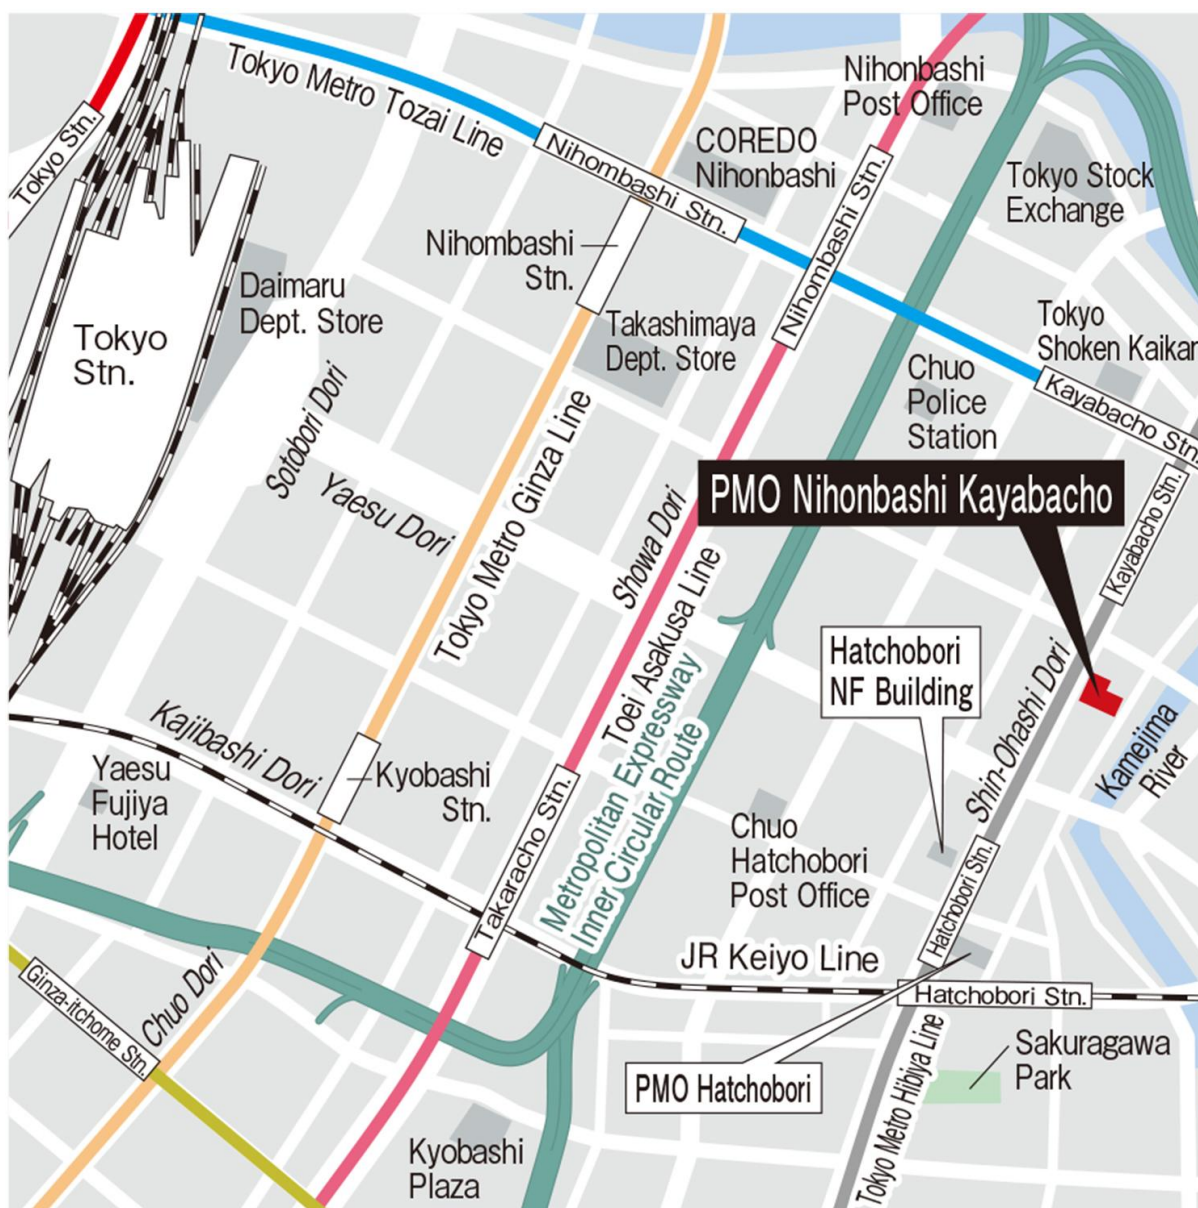 Tokyo Metro Tozai Line
Nihonbashi
Post Office
Tokyo Stn.
COREDO
Nihonbashi
Nihombashi Stn.
Nihombashi Stn.
Tokyo Stock
Exchange
Nihombashi
Stn.
Daimaru
Dept. Store
Tokyo
Stn.
Takashimaya
Dept. Store
Tokyo
Shoken Kaikan
Chuo
Police
Station
Kayabacho Stn.
Sotobori Dori
Yaesu Dori
Tokyo Metro Ginza Line
Showa Dori
PMO Nihonbashi Kayabacho
Kayabacho Stn.
Toei Asakusa Line
Metropolitan Expressway
Inner Circular Route
Hatchobori
NF Building
Shin-Ohashi Dori
Kamejima
River
Kajibashi Dori
Yaesu
Fujiya
Hotel
Kyobashi
Stn.
Takaracho Stn.
Chuo
Hatchobori
Post Office
Hatchobori Stn.
JR Keiyo Line
Hatchobori Stn.
Ginza-itchome Stn.
Chuo Dori
PMO Hatchobori
Sakuragawa
Park
Tokyo Metro Hibiya Line
Kyobashi
Plaza